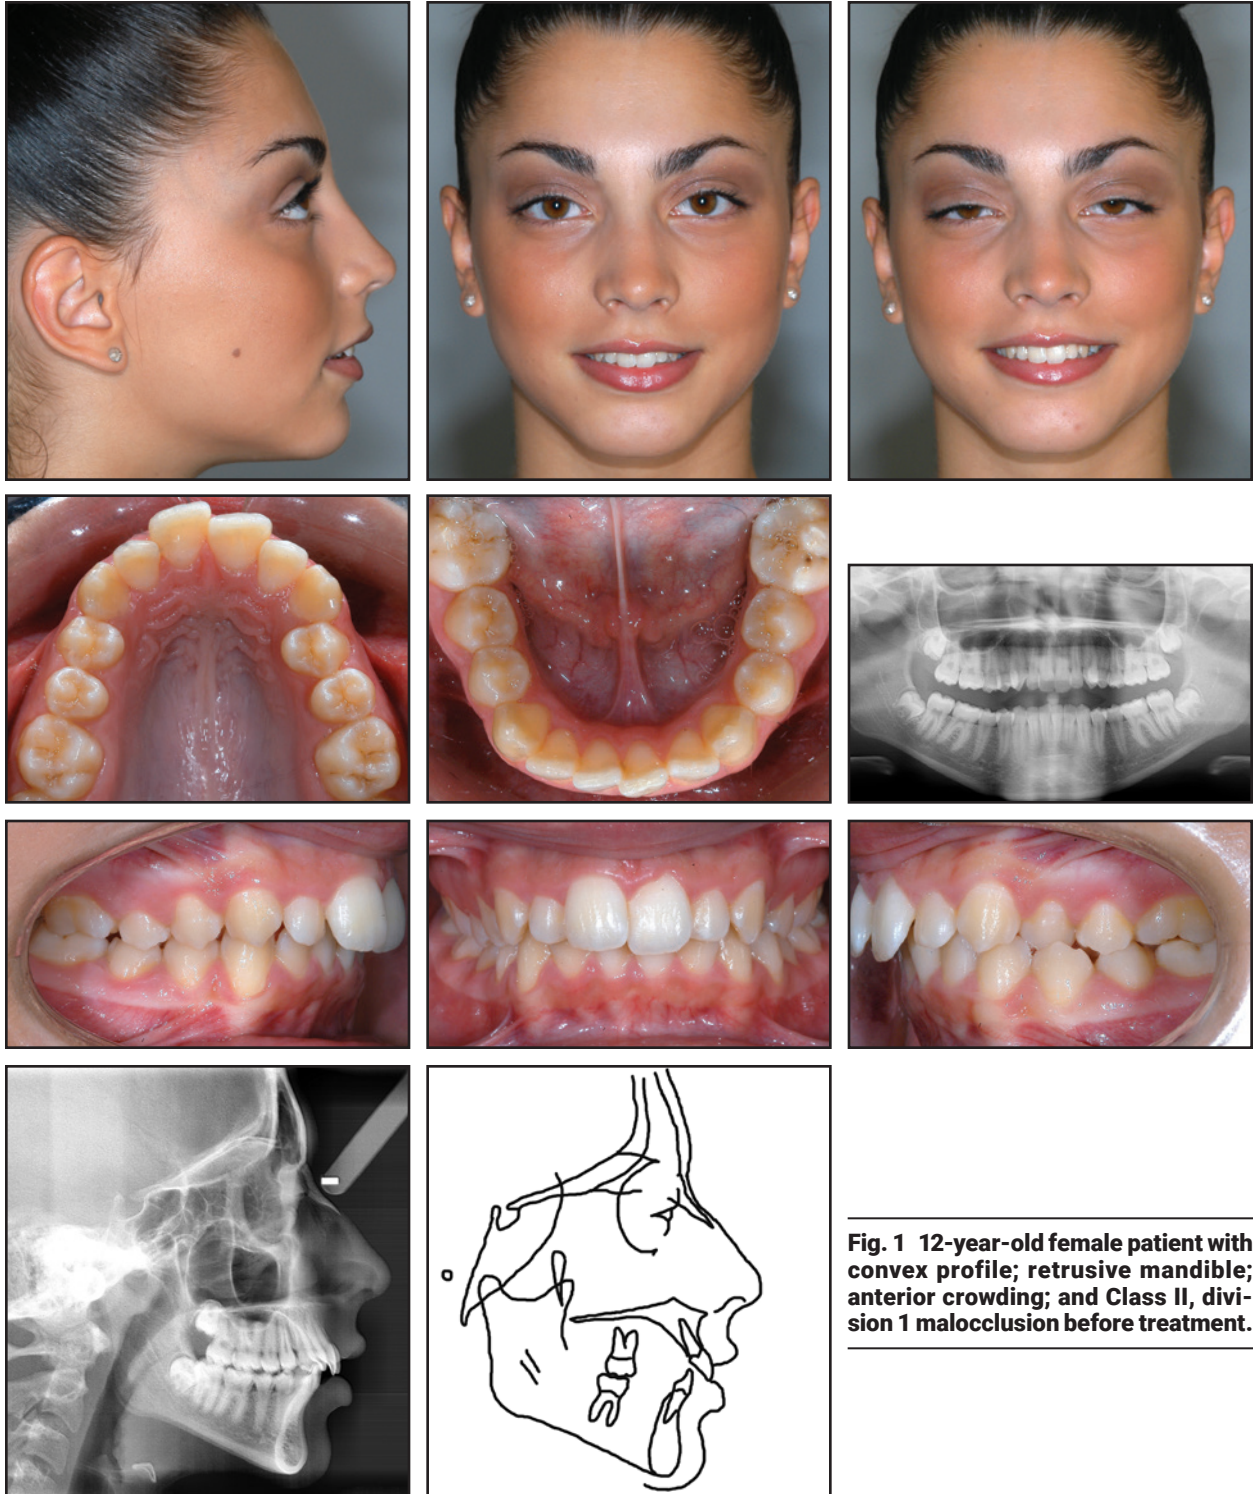 Fig. 1 12-year-old female patient with
convex profile; retrusive mandible;
anterior crowding; and Class II, divi-
sion 1 malocclusion before treatment.